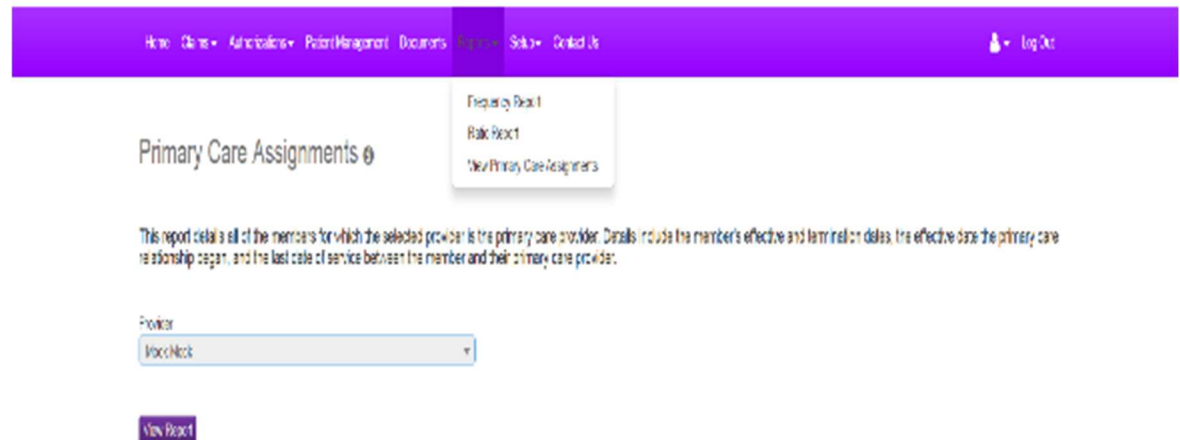 Home Claims Authorizations Patient Management Documents Reports Setup Contact Us Log Out
Frequency Report
Ratio Report
View Primary Care Assignments
Primary Care Assignments
This report details all of the members for which the selected provider is the primary care provider. Details include the member's effective and termination dates, the effective date the primary care
relationship began, and the last date of service between the member and their primary care provider.
Provider
View Report